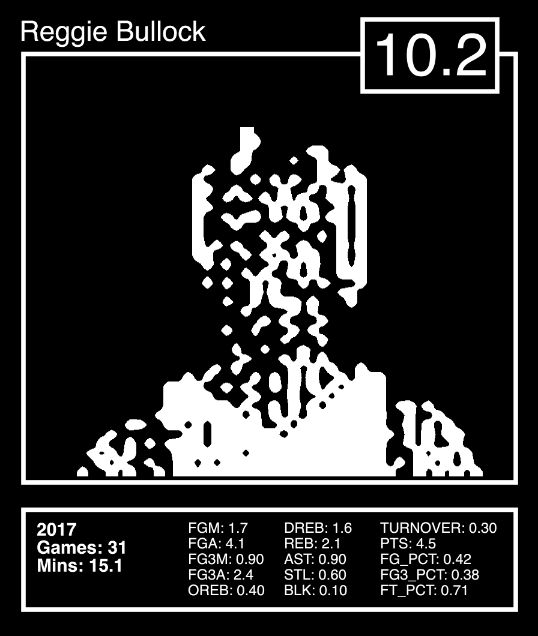 Reggie Bullock
10.2
2017
Games: 31
Mins: 15.1
FGM: 1.7
FGA: 4.1
FG3M: 0.90
FG3A: 2.4
OREB: 0.40
DREB: 1.6
REB: 2.1
AST: 0.90
STL: 0.60
BLK: 0.10
TURNOVER: 0.30
PTS: 4.5
FG_PCT: 0.42
FG3_PCT: 0.38
FT_PCT: 0.71